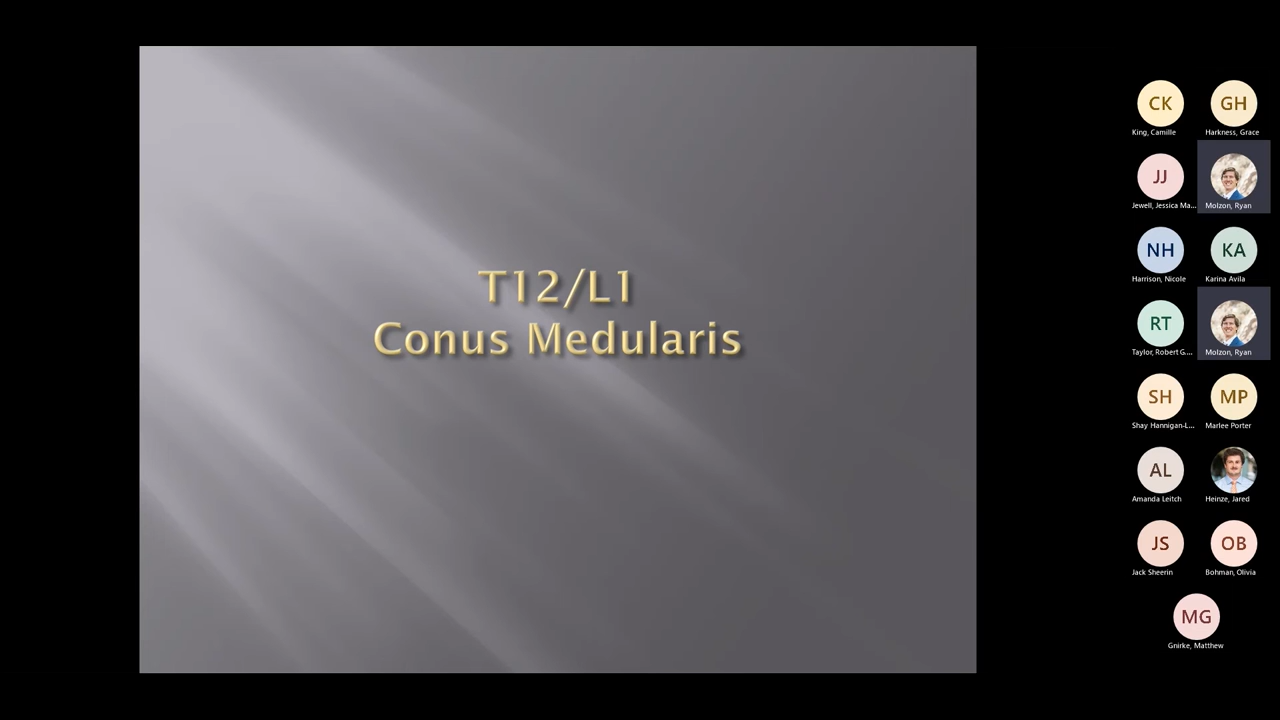 T12/L1
Conus Medularis
CK
GH
King, Camille
Harkness, Grace
JJ
Jewell, Jessica Ma...
Molzon, Ryan
NH
KA
Harrison, Nicole
Karina Avila
RT
Taylor, Robert G....
Molzon, Ryan
SH
MP
Shay Hannigan-L...
Marlee Porter
AL
Amanda Leitch
Heinze, Jared
JS
OB
Jack Sheerin
Bohman, Olivia
MG
Gnirke, Matthew